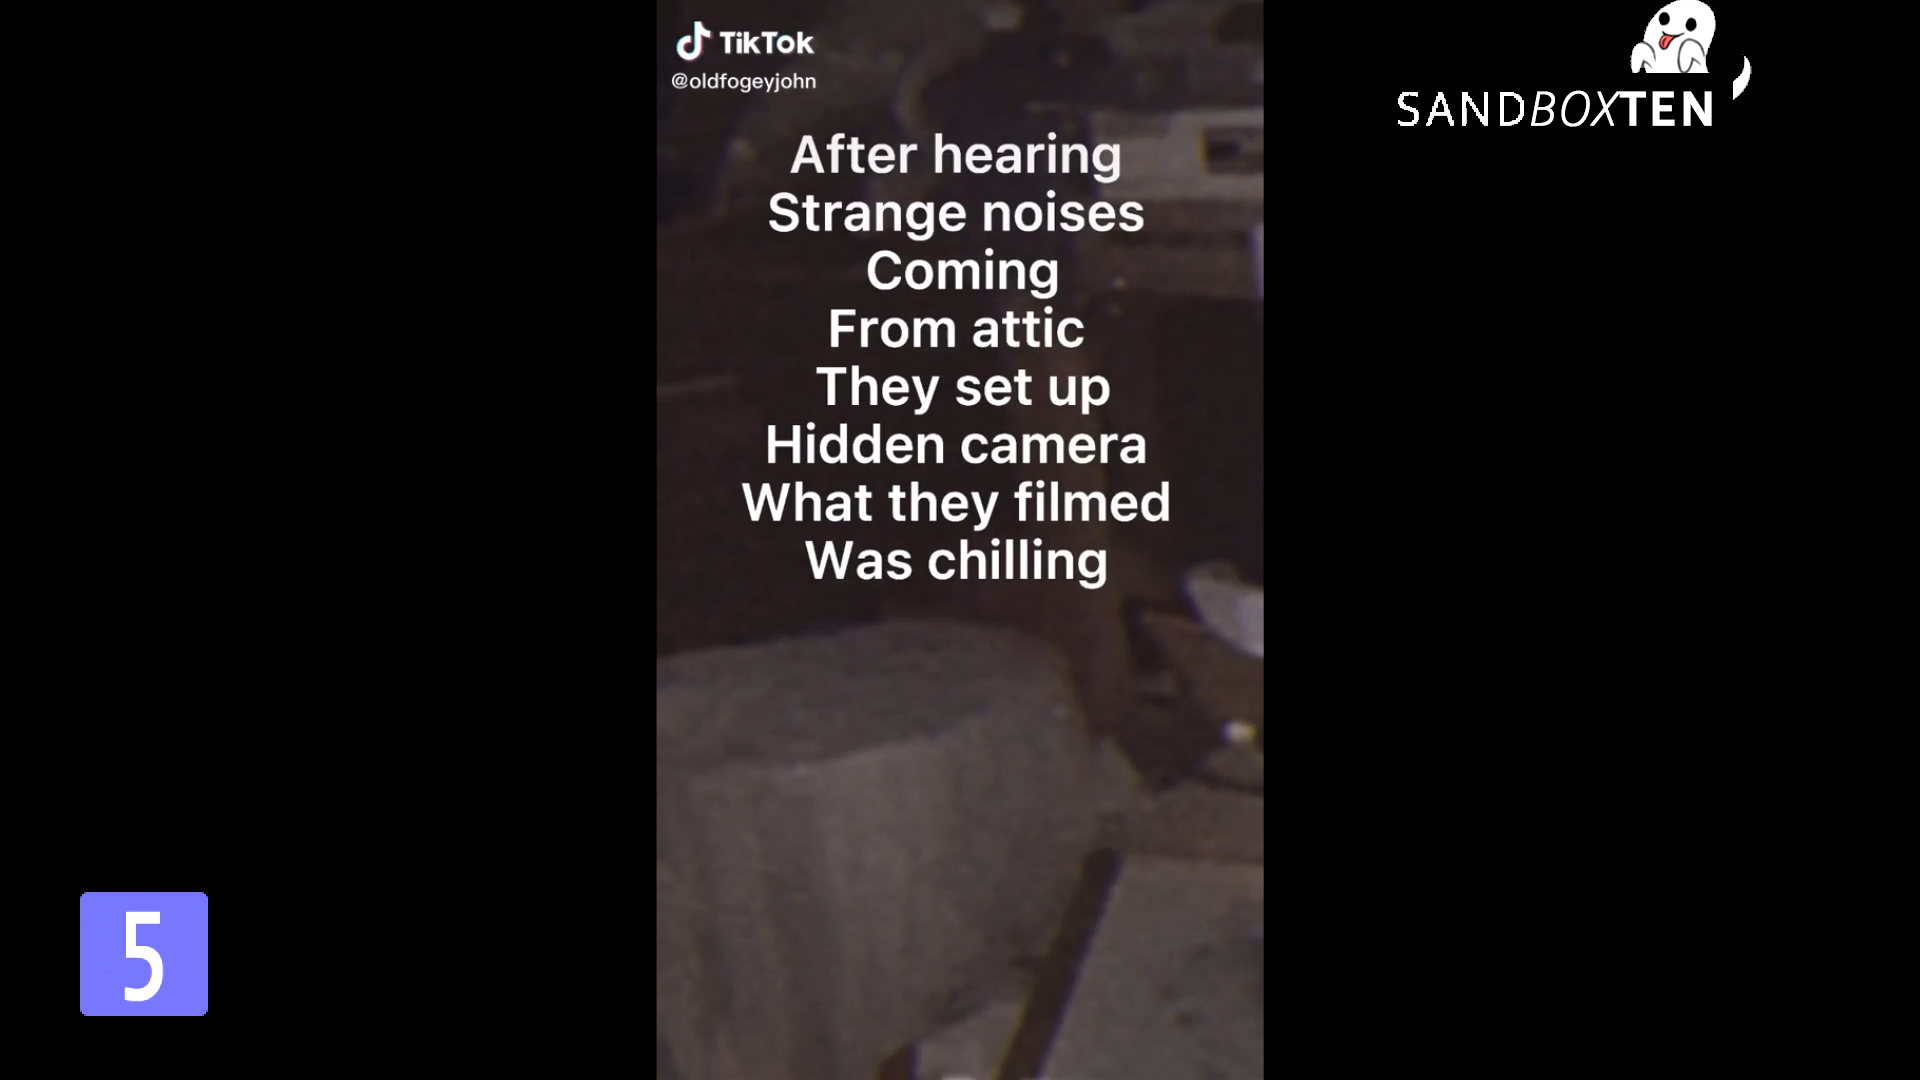 TikTok
@oldfogeyjohn
SANDBOXTEN
After hearing
Strange noises
Coming
From attic
They set up
Hidden camera
What they filmed
Was chilling
5